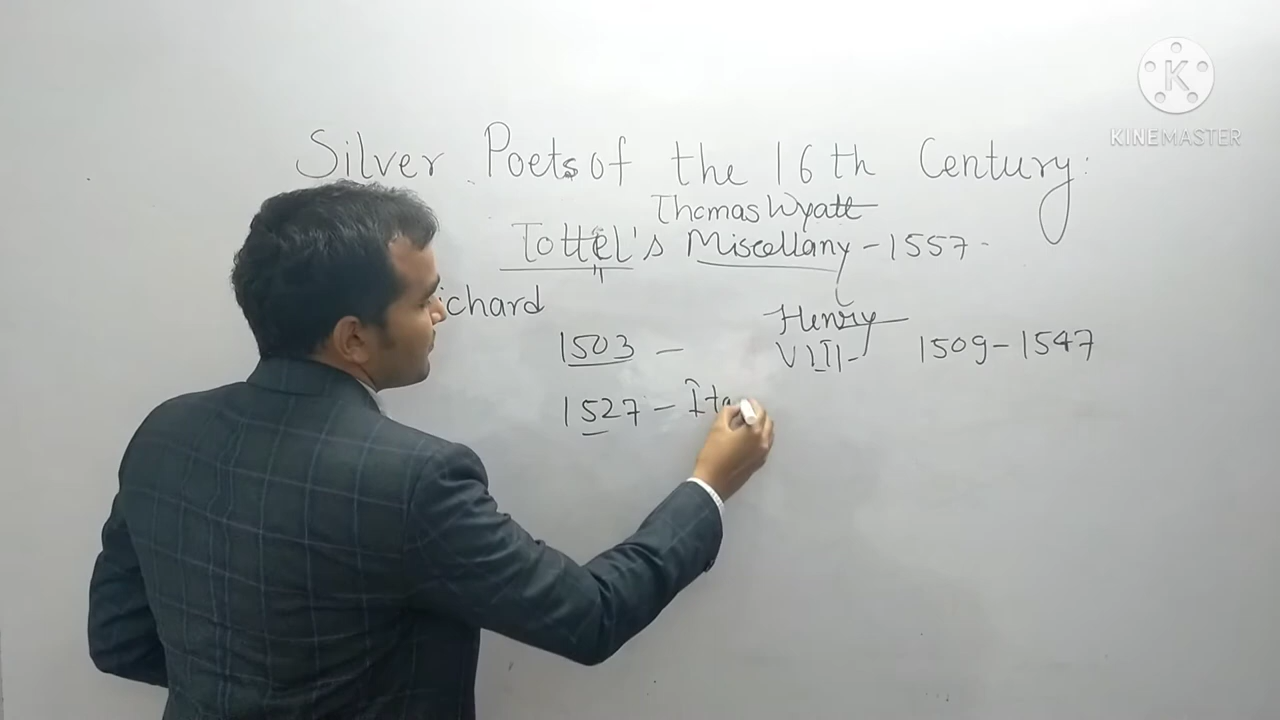 Silver Poets of the 16th Century:
Thomas Wyatt
Tottel's Miscellany - 1557 -
ichard
Henry
1503 -
VIII - 1509 - 1547
1527 - Ita
K
KINEMASTER